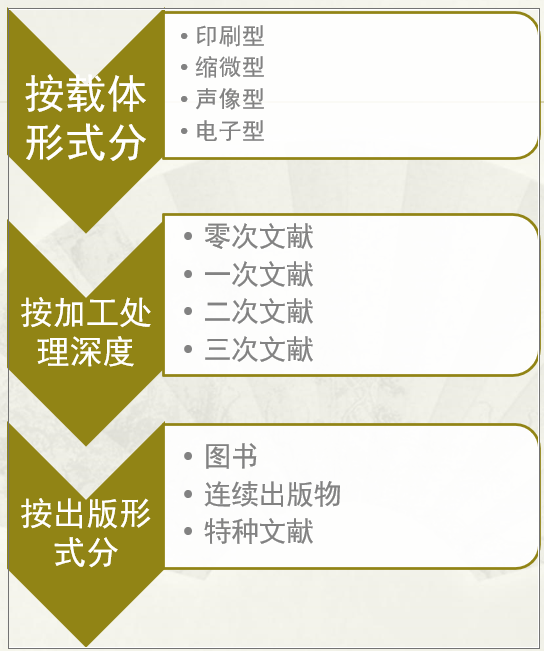 按载体
形式分
• 印刷型
• 缩微型
• 声像型
• 电子型
按加工处
理深度
• 零次文献
• 一次文献
• 二次文献
• 三次文献
按出版形
式分
• 图书
• 连续出版物
• 特种文献